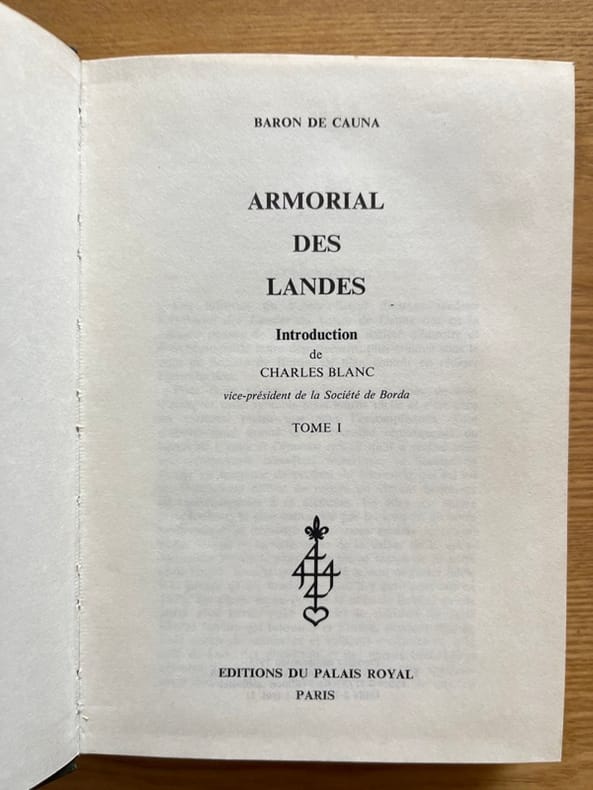 BARON DE CAUNA
ARMORIAL
DES
LANDES
Introduction
de
CHARLES BLANC
vice-président de la Société de Borda
TOME I
EDITIONS DU PALAIS ROYAL
PARIS